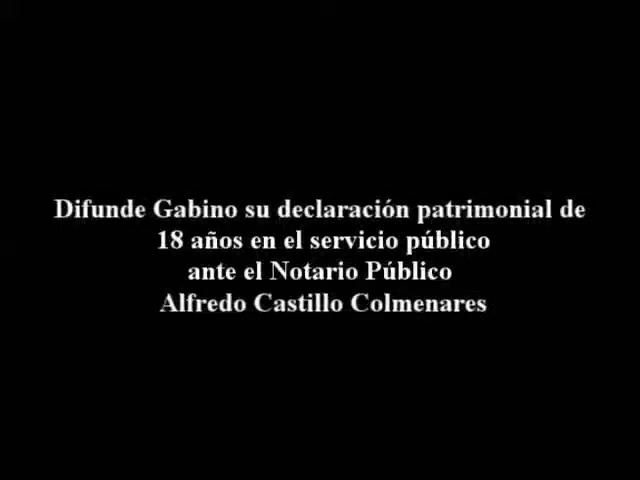 Difunde Gabino su declaración patrimonial de
18 años en el servicio público
ante el Notario Público
Alfredo Castillo Colmenares